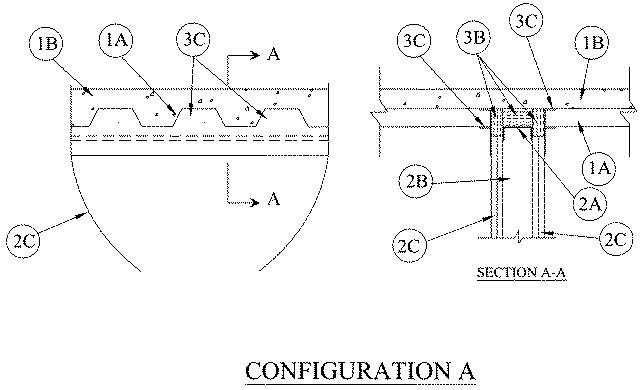 1B
1A
3C
A
3C
3B
3C
1B
2B
1A
2A
A
2C
2C
2C
SECTION A-A
CONFIGURATION A